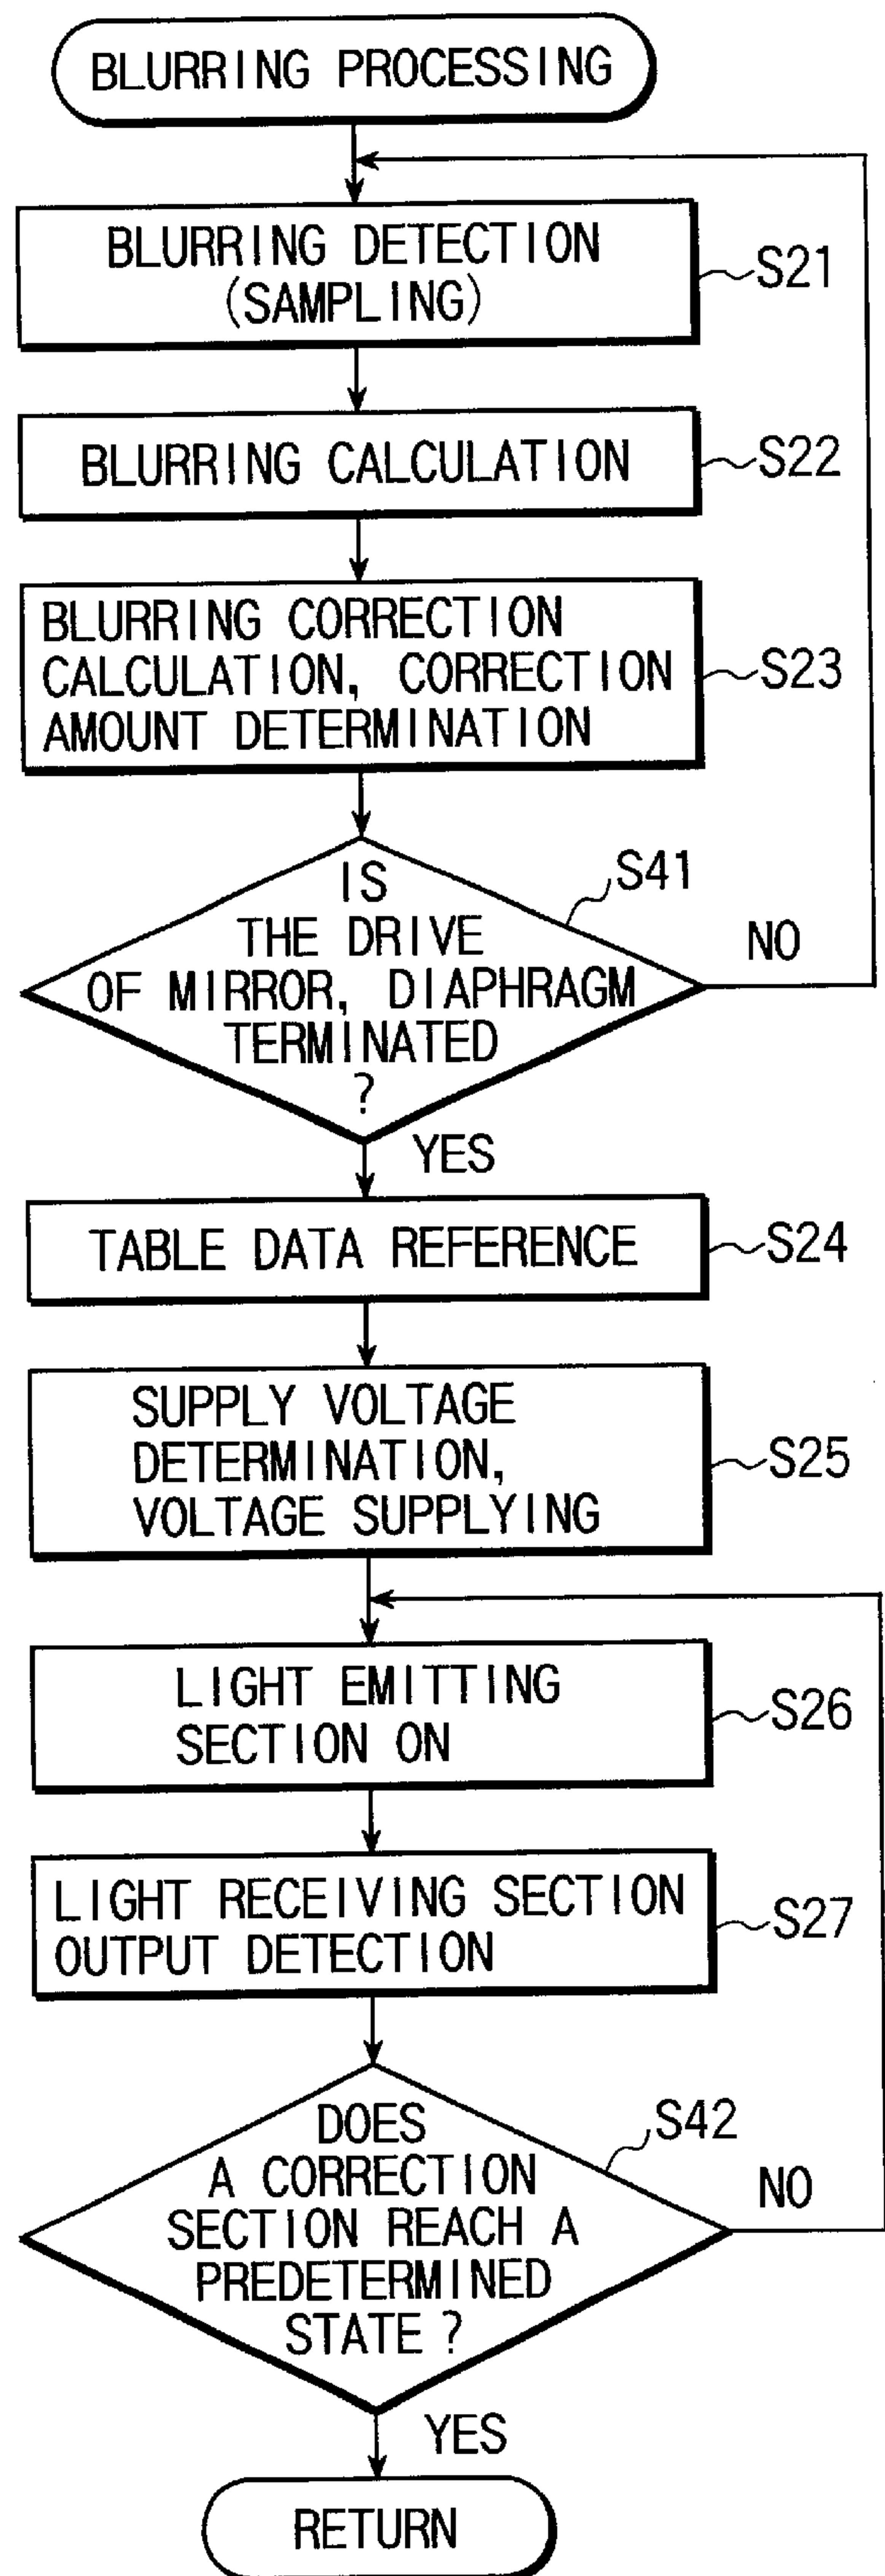 BLURRING PROCESSING
BLURRING DETECTION
(SAMPLING)
S21
BLURRING CALCULATION
S22
BLURRING CORRECTION
CALCULATION, CORRECTION
AMOUNT DETERMINATION
S23
IS
THE DRIVE
OF MIRROR, DIAPHRAGM
TERMINATED
?
S41
NO
YES
TABLE DATA REFERENCE
S24
SUPPLY VOLTAGE
DETERMINATION,
VOLTAGE SUPPLYING
S25
LIGHT EMITTING
SECTION ON
S26
LIGHT RECEIVING SECTION
OUTPUT DETECTION
S27
DOES
A CORRECTION
SECTION REACH A
PREDETERMINED
STATE ?
S42
NO
YES
RETURN